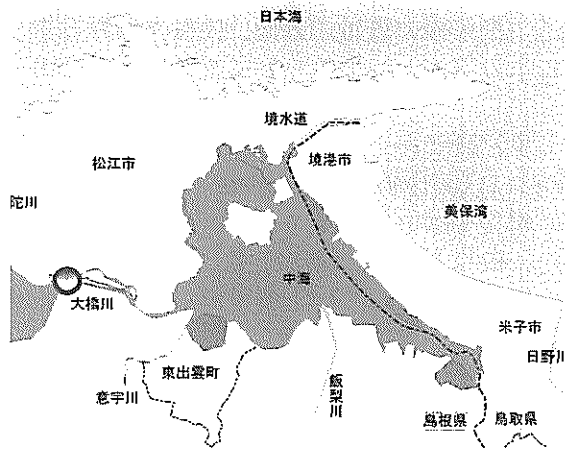 日本海
境水道
松江市
境港市
陀川
美保湾
中海
大橋川
米子市
日野川
東出雲町
飯梨川
意宇川
島根県
鳥取県